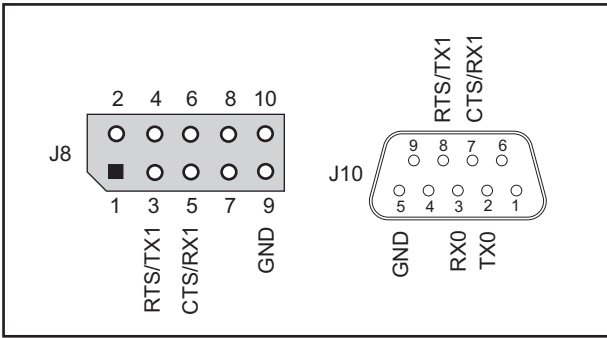 2 4 6 8 10
J8
1 3 5 7 9
RTS/TX1
CTS/RX1
GND
RTS/TX1
CTS/RX1
9 8 7 6
J10
5 4 3 2 1
GND
RX0
TX0